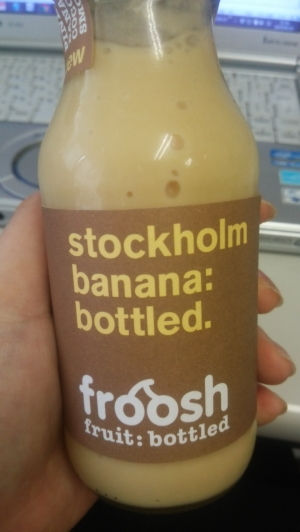 stockholm
banana:
bottled.
froosh
fruit: bottled